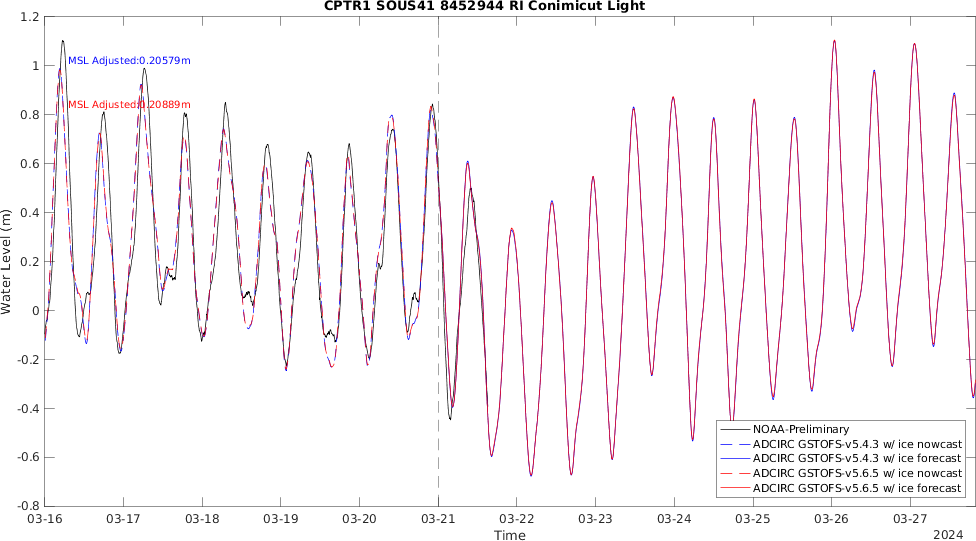 CPTR1 SOUS41 8452944 RI Conimicut Light
1.2
1
0.8
0.6
0.4
0.2
0
-0.2
-0.4
-0.6
-0.8
Water Level (m)
MSL Adjusted:0.20579m
MSL Adjusted:0.20889m
NOAA-Preliminary
ADCIRC GSTOFS-v5.4.3 w/ ice nowcast
ADCIRC GSTOFS-v5.4.3 w/ ice forecast
ADCIRC GSTOFS-v5.6.5 w/ ice nowcast
ADCIRC GSTOFS-v5.6.5 w/ ice forecast
03-16 03-17 03-18 03-19 03-20 03-21 03-22 03-23 03-24 03-25 03-26 03-27
Time
2024